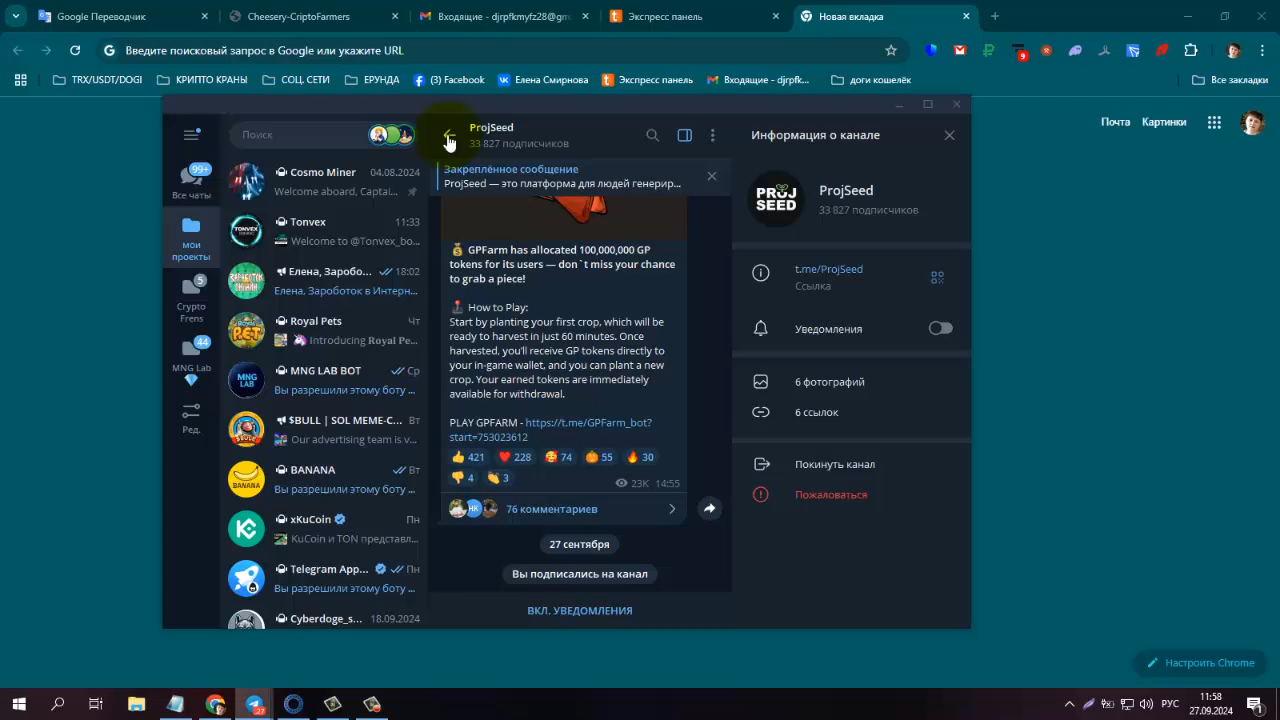 Google Переводчик
Cheesery-CriptoFarmers
Входящие - djrpfkmyfz28@gm
Экспресс панель
Новая вкладка
Введите поисковый запрос в Google или укажите URL
9
TRX/USDT/DOGI
КРИПТО КРАНЫ
СОЦ. СЕТИ
ЕРУНДА
(3) Facebook
Елена Смирнова
Экспресс панель
Входящие - djrpfk...
доги кошелёк
Все закладки
Почта
Картинки
Поиск
99+
Все чаты
мои
проекты
5
Crypto
Frens
44
MNG Lab
Ред.
Cosmo Miner
04.08.2024
Welcome aboard, Captai...
Tonvex
11:33
Welcome to @Tonvex_bo...
Елена, Заробо...
18:02
Елена, Зароботок в Интерн...
Royal Pets
Чт
Introducing Royal Pe...
MNG LAB BOT
Ср
Вы разрешили этому боту ...
$BULL | SOL MEME-C...
Вт
Our advertising team is v...
BANANA
Вт
Вы разрешили этому боту ...
xKuCoin
Пн
KuCoin и TON представл...
Telegram App...
Пн
Вы разрешили этому боту ...
Cyberdoge_s...
18.09.2024
ProjSeed
33 827 подписчиков
Закреплённое сообщение
ProjSeed — это платформа для людей генерир...
GPFarm has allocated 100,000,000 GP
tokens for its users — don`t miss your chance
to grab a piece!
How to Play:
Start by planting your first crop, which will be
ready to harvest in just 60 minutes. Once
harvested, you'll receive GP tokens directly to
your in-game wallet, and you can plant a new
crop. Your earned tokens are immediately
available for withdrawal.
PLAY GPFARM - https://t.me/GPFarm_bot?
start=753023612
421
228
74
55
30
4
3
23K 14:55
76 комментариев
27 сентября
Вы подписались на канал
ВКЛ. УВЕДОМЛЕНИЯ
Информация о канале
PROJ
SEED
ProjSeed
33 827 подписчиков
t.me/ProjSeed
Ссылка
Уведомления
6 фотографий
6 ссылок
Покинуть канал
Пожаловаться
Настроить Chrome
РУС
11:58
27.09.2024